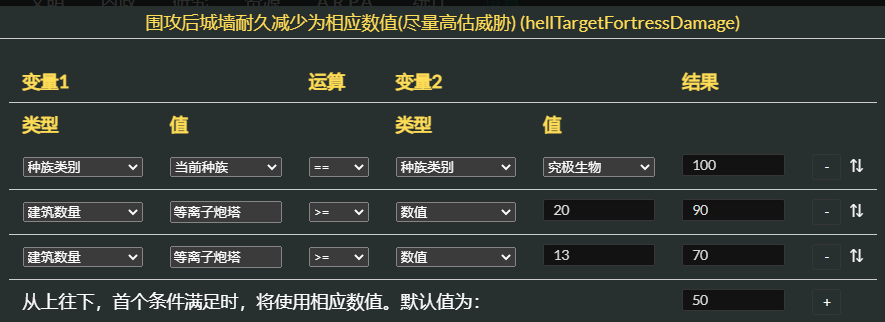 围攻后城墙耐久减少为相应数值(尽量高估威胁) (hellTargetFortressDamage)
变量1 运算 变量2 结果
类型 值 类型 值
种族类别 当前种族 == 种族类别 究极生物 100 - ⇅
建筑数量 等离子炮塔 >= 数值 20 90 - ⇅
建筑数量 等离子炮塔 >= 数值 13 70 - ⇅
从上往下，首个条件满足时，将使用相应数值。默认值为： 50 +